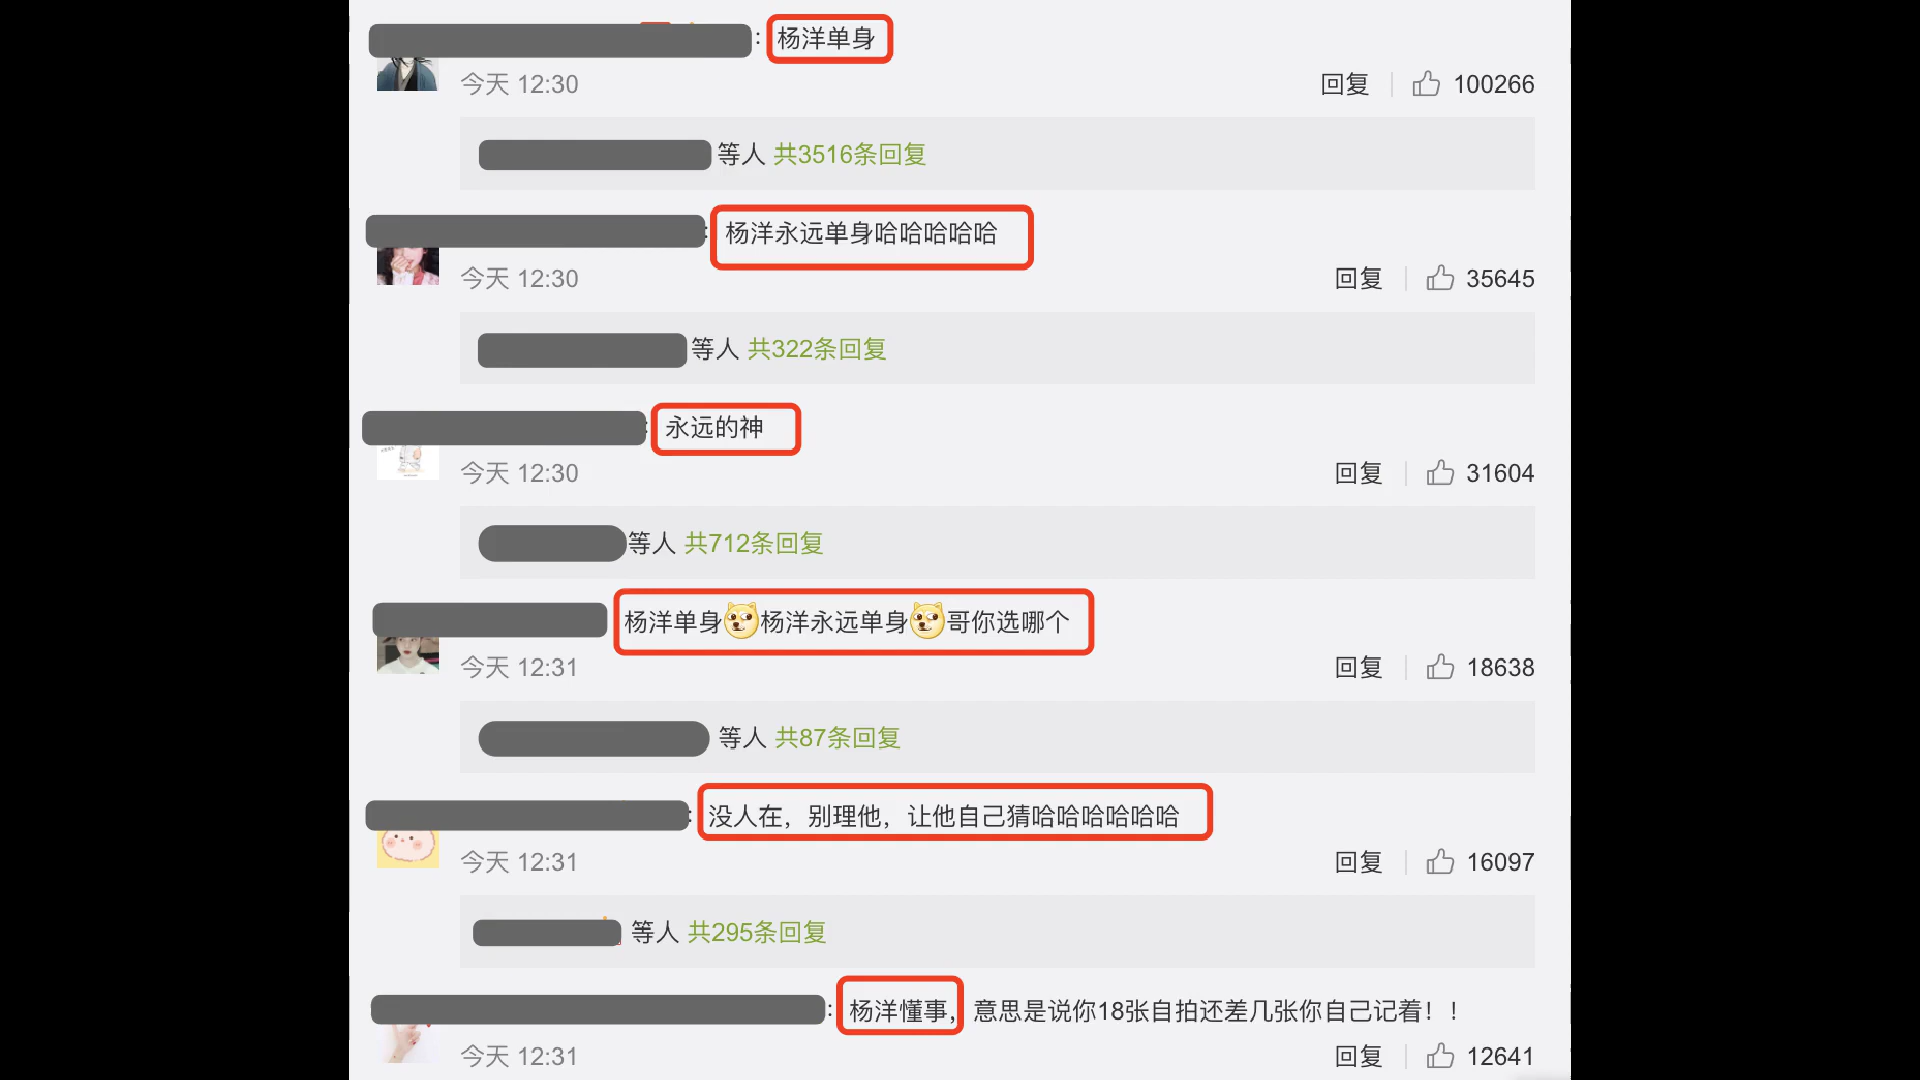 : 杨洋单身
今天 12:30 回复 100266
等人 共3516条回复
: 杨洋永远单身哈哈哈哈哈
今天 12:30 回复 35645
等人 共322条回复
: 永远的神
今天 12:30 回复 31604
等人 共712条回复
杨洋单身杨洋永远单身哥你选哪个
今天 12:31 回复 18638
等人 共87条回复
: 没人在，别理他，让他自己猜哈哈哈哈哈哈
今天 12:31 回复 16097
等人 共295条回复
: 杨洋懂事，意思是说你18张自拍还差几张你自己记着！！
今天 12:31 回复 12641